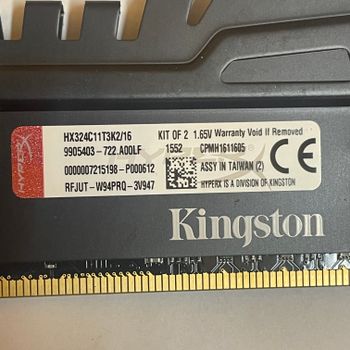 HYPERX
HX324C11T3K2/16 KIT OF 2 1.65V Warranty Void If Removed
9905403-722.A00LF 1552 CPMH1611605
0000007215198-P000612 ASSY IN TAIWAN (2)
RFJUT-W94PRQ-3V947 HYPERX IS A DIVISION OF KINGSTON
Kingston